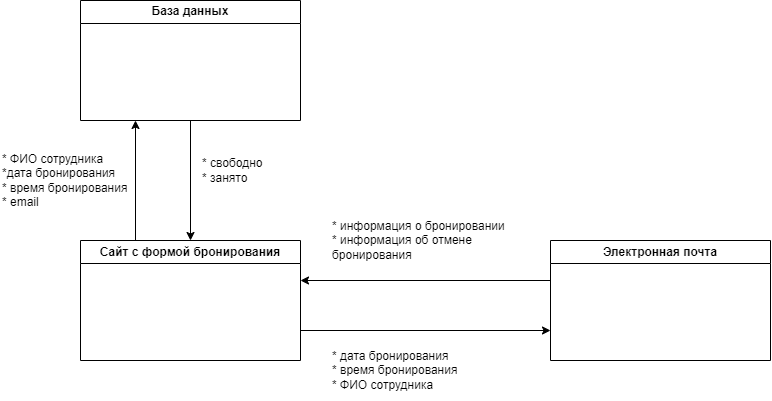 База данных
* ФИО сотрудника
*дата бронирования
* время бронирования
* email
* свободно
* занято
Сайт с формой бронирования
* информация о бронировании
* информация об отмене
бронирования
Электронная почта
* дата бронирования
* время бронирования
* ФИО сотрудника